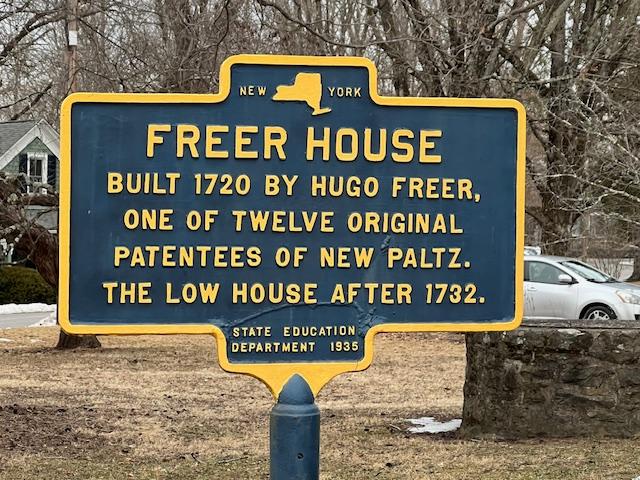 NEW YORK
FREER HOUSE
BUILT 1720 BY HUGO FREER,
ONE OF TWELVE ORIGINAL
PATENTEES OF NEW PALTZ.
THE LOW HOUSE AFTER 1732.
STATE EDUCATION
DEPARTMENT 1935